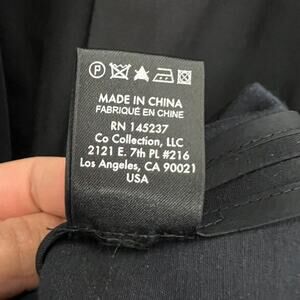 P
MADE IN CHINA
FABRIQUÉ EN CHINE
RN 145237
Co Collection, LLC
2121 E. 7th PL #216
Los Angeles, CA 90021
USA